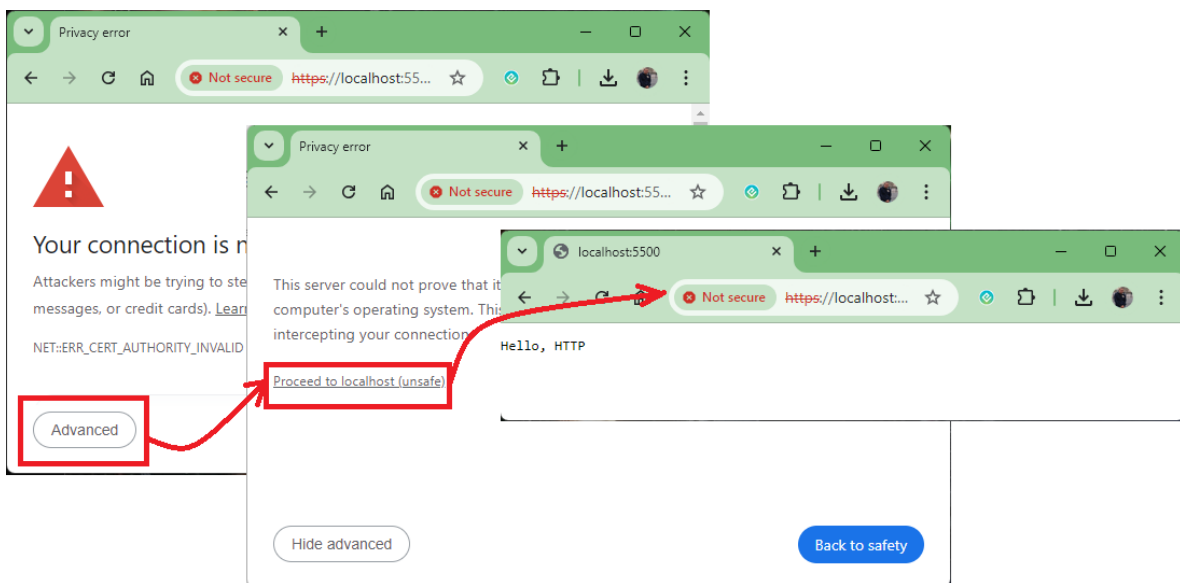 Privacy error
Not secure https://localhost:55...
Your connection is n
Attackers might be trying to ste
messages, or credit cards). Lear
NET::ERR_CERT_AUTHORITY_INVALID
Advanced
Privacy error
Not secure https://localhost:55...
This server could not prove that it
computer's operating system. This
intercepting your connection
Proceed to localhost (unsafe)
Hide advanced
Back to safety
localhost:5500
Not secure https://localhost:...
Hello, HTTP